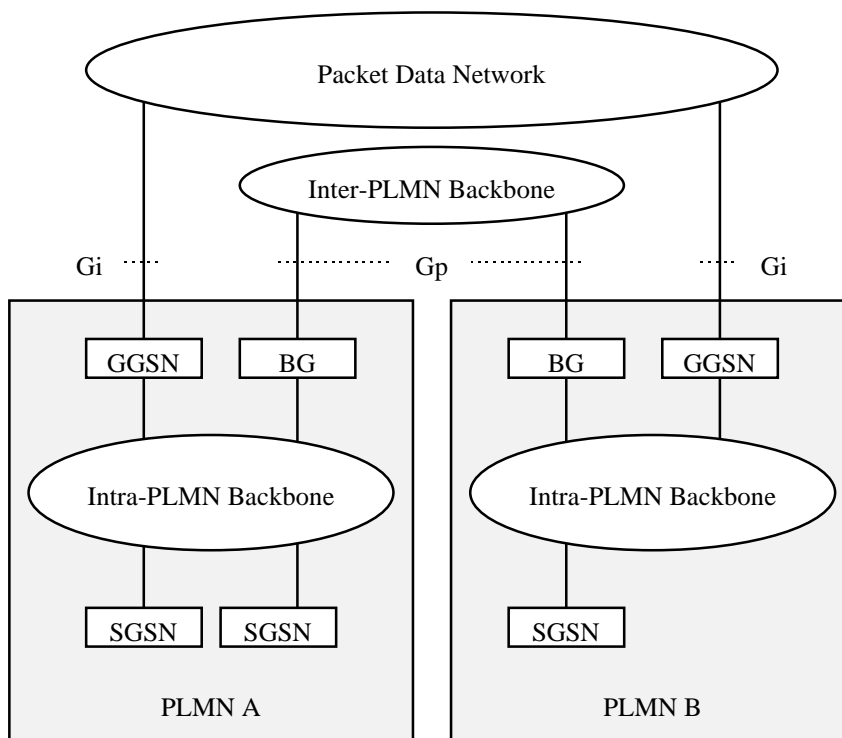 Packet Data Network
Inter-PLMN Backbone
Gi
Gp
Gi
GGSN
BG
BG
GGSN
Intra-PLMN Backbone
Intra-PLMN Backbone
SGSN
SGSN
SGSN
PLMN A
PLMN B